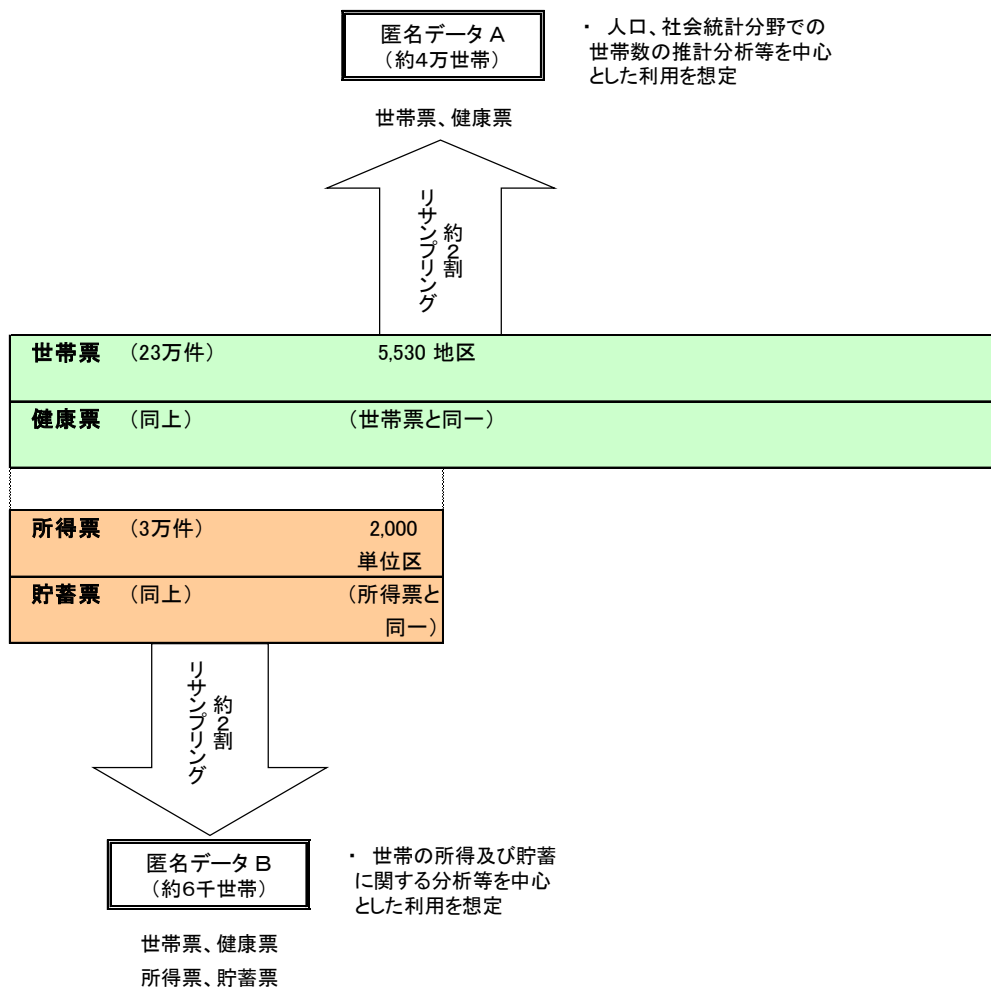 匿名データA
（約4万世帯）
・ 人口、社会統計分野での
世帯数の推計分析等を中心
とした利用を想定
世帯票、健康票
約２割
リサンプリング
世帯票 （23万件） 5,530 地区
健康票 （同上） （世帯票と同一）
所得票 （3万件） 2,000
単位区
貯蓄票 （同上） （所得票と
同一）
約２割
リサンプリング
匿名データB
（約6千世帯）
・ 世帯の所得及び貯蓄
に関する分析等を中心
とした利用を想定
世帯票、健康票
所得票、貯蓄票